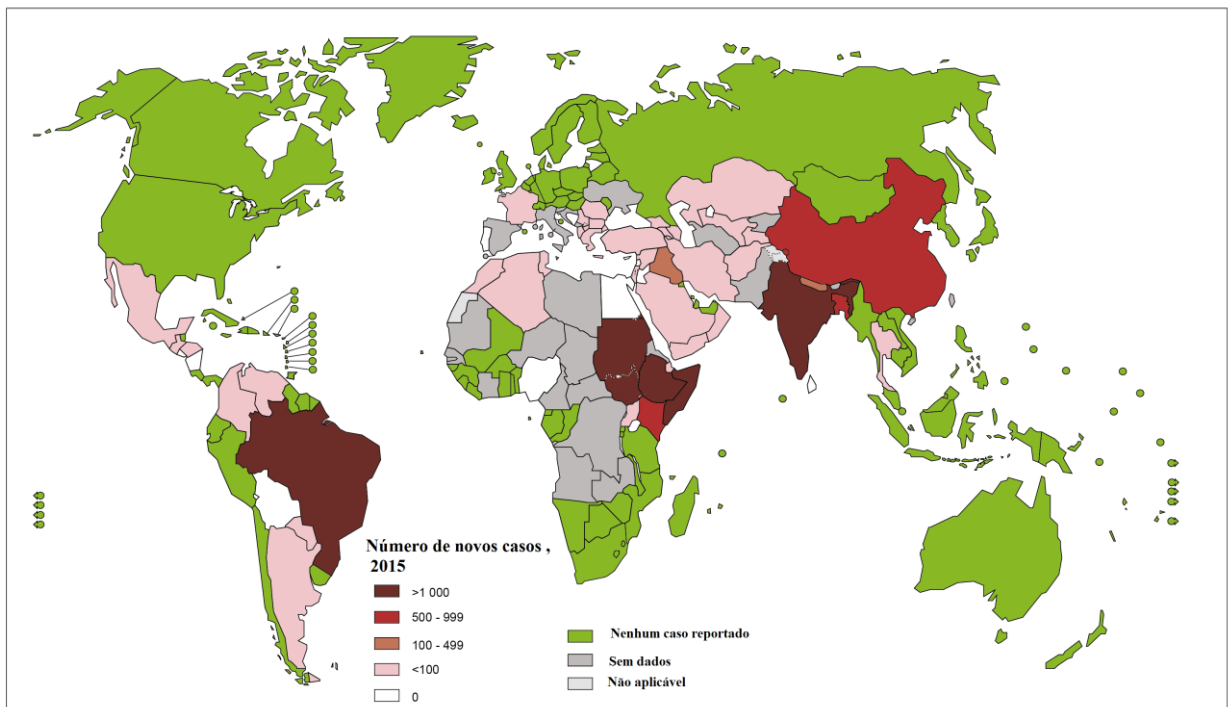 Número de novos casos ,
2015
>1 000
500 - 999
100 - 499
<100
0
Nenhum caso reportado
Sem dados
Não aplicável